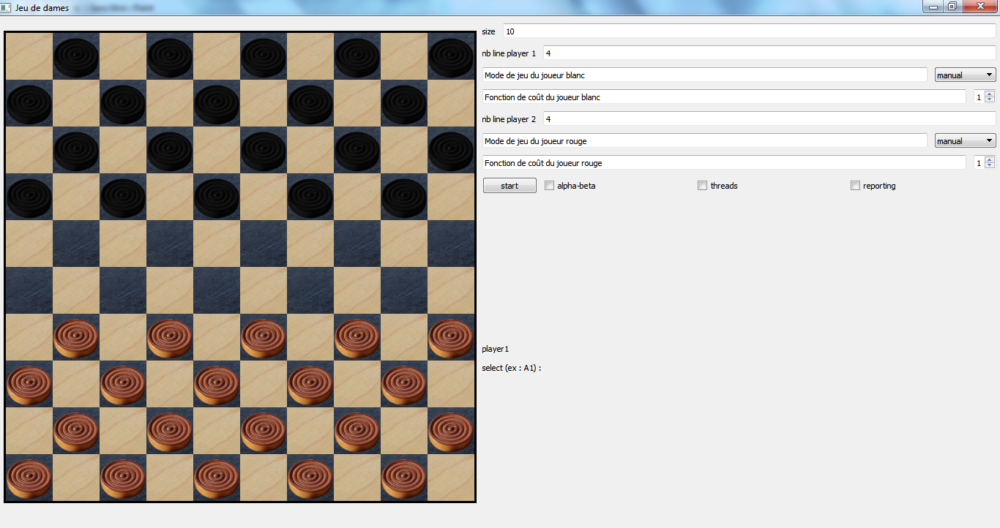 Jeu de dames
size 10
nb line player 1 4
Mode de jeu du joueur blanc manual
Fonction de coût du joueur blanc 1
nb line player 2 4
Mode de jeu du joueur rouge manual
Fonction de coût du joueur rouge 1
start alpha-beta threads reporting
player1
select (ex : A1) :